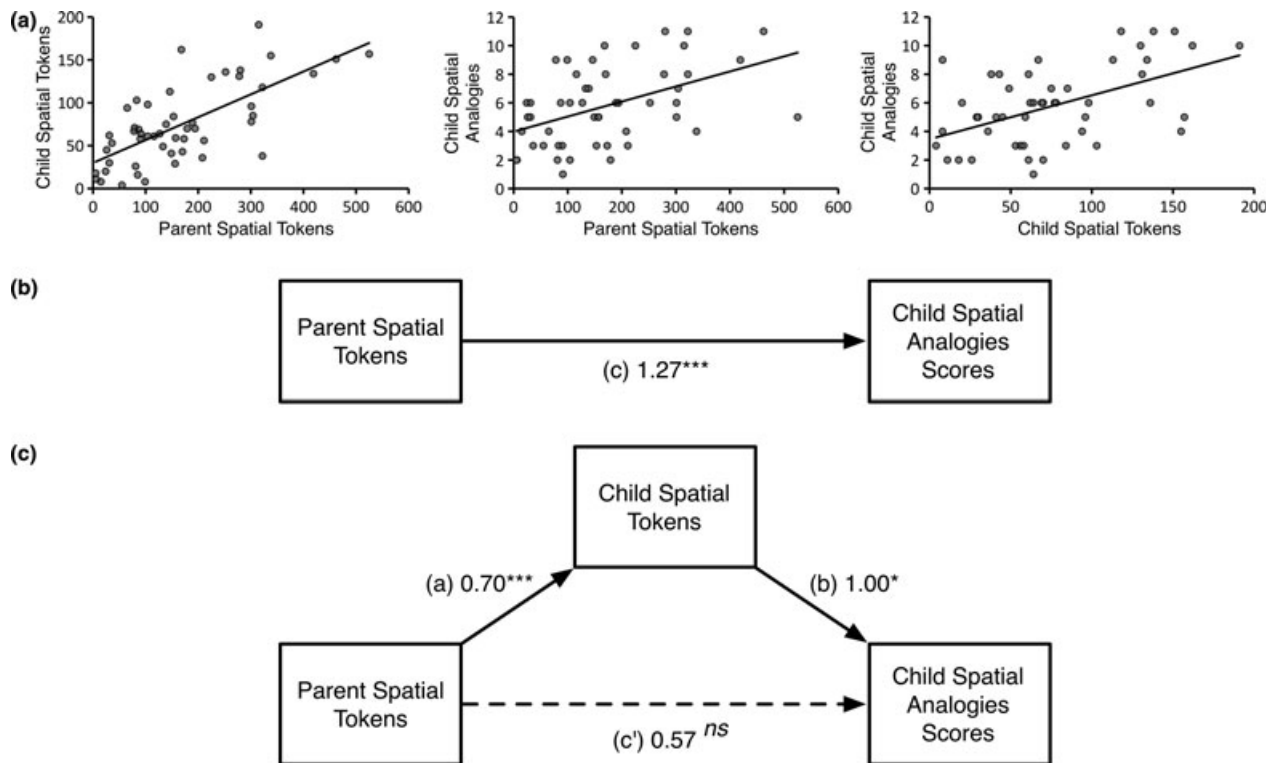 (a)
Child Spatial Tokens
200
150
100
50
0
0 100 200 300 400 500 600
Parent Spatial Tokens
Child Spatial
Analogies
12
10
8
6
4
2
0
0 100 200 300 400 500 600
Parent Spatial Tokens
Child Spatial
Analogies
12
10
8
6
4
2
0
0 50 100 150 200
Child Spatial Tokens
(b)
Parent Spatial
Tokens
(c) 1.27***
Child Spatial
Analogies
Scores
(c)
Child Spatial
Tokens
(a) 0.70***
(b) 1.00*
Parent Spatial
Tokens
(c') 0.57 ns
Child Spatial
Analogies
Scores